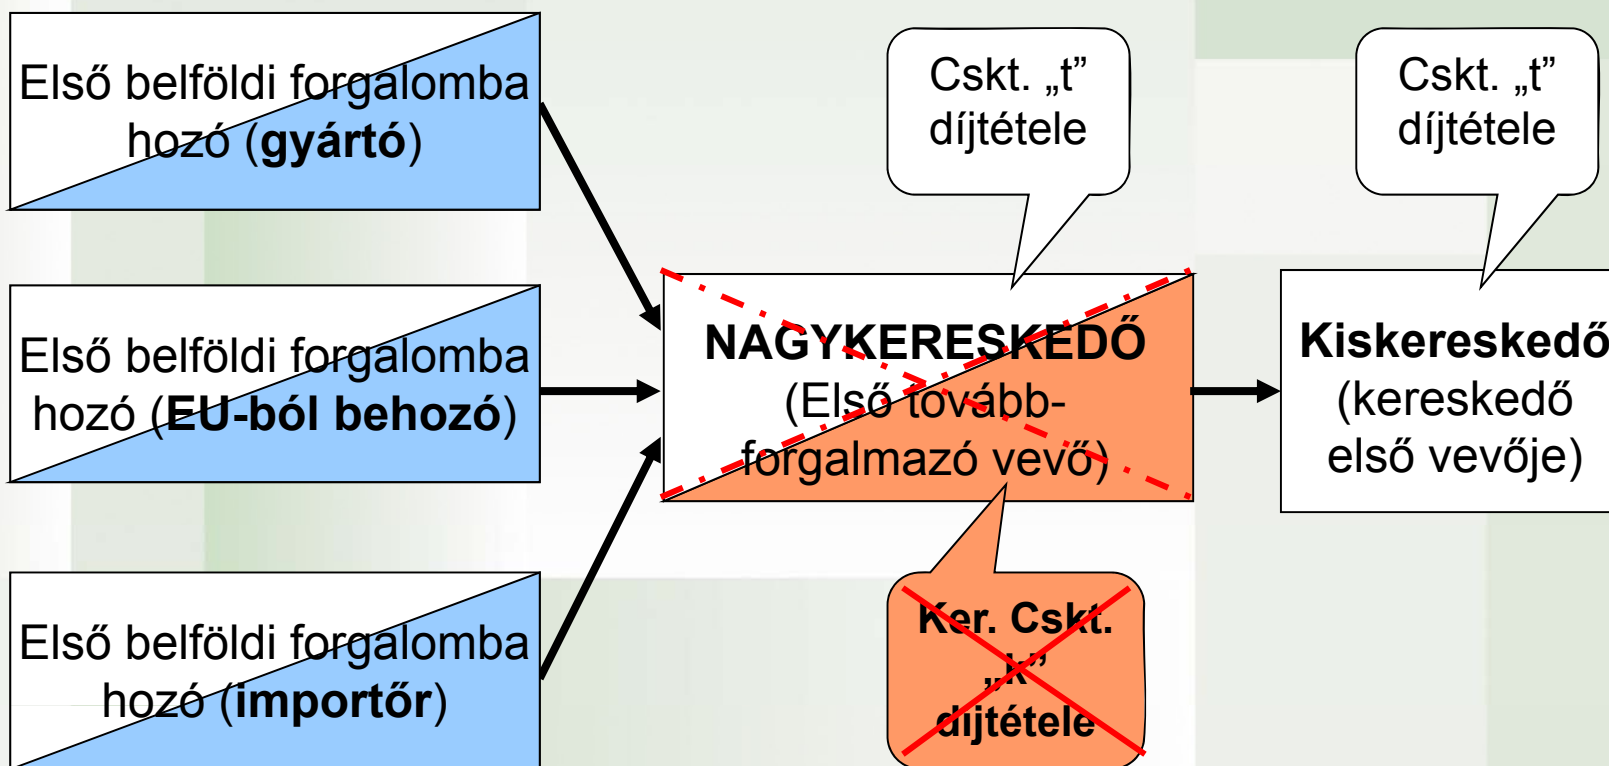 Első belföldi forgalomba
hozó (gyártó)
Cskt. „t”
díjtétele
Cskt. „t”
díjtétele
Első belföldi forgalomba
hozó (EU-ból behozó)
NAGYKERESKEDŐ
(Első tovább-
forgalmazó vevő)
Kiskereskedő
(kereskedő
első vevője)
Első belföldi forgalomba
hozó (importőr)
Ker. Cskt.
„k”
díjtétele